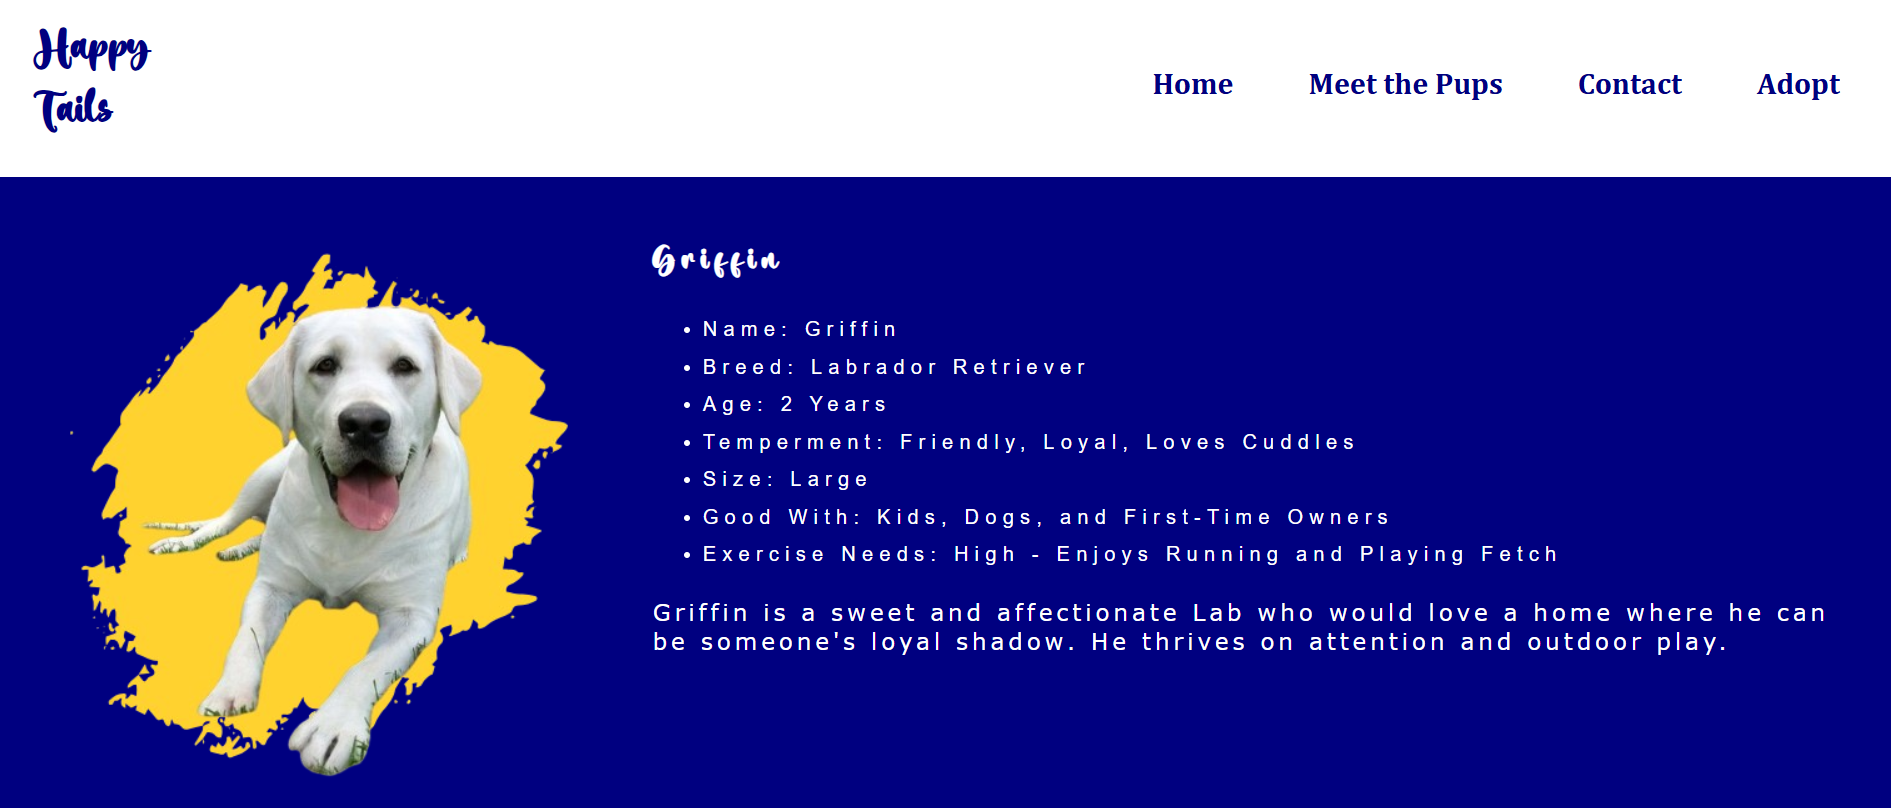 Happy
Tails
Home Meet the Pups Contact Adopt
Griffin
• Name: Griffin
• Breed: Labrador Retriever
• Age: 2 Years
• Temperment: Friendly, Loyal, Loves Cuddles
• Size: Large
• Good With: Kids, Dogs, and First-Time Owners
• Exercise Needs: High - Enjoys Running and Playing Fetch
Griffin is a sweet and affectionate Lab who would love a home where he can
be someone's loyal shadow. He thrives on attention and outdoor play.